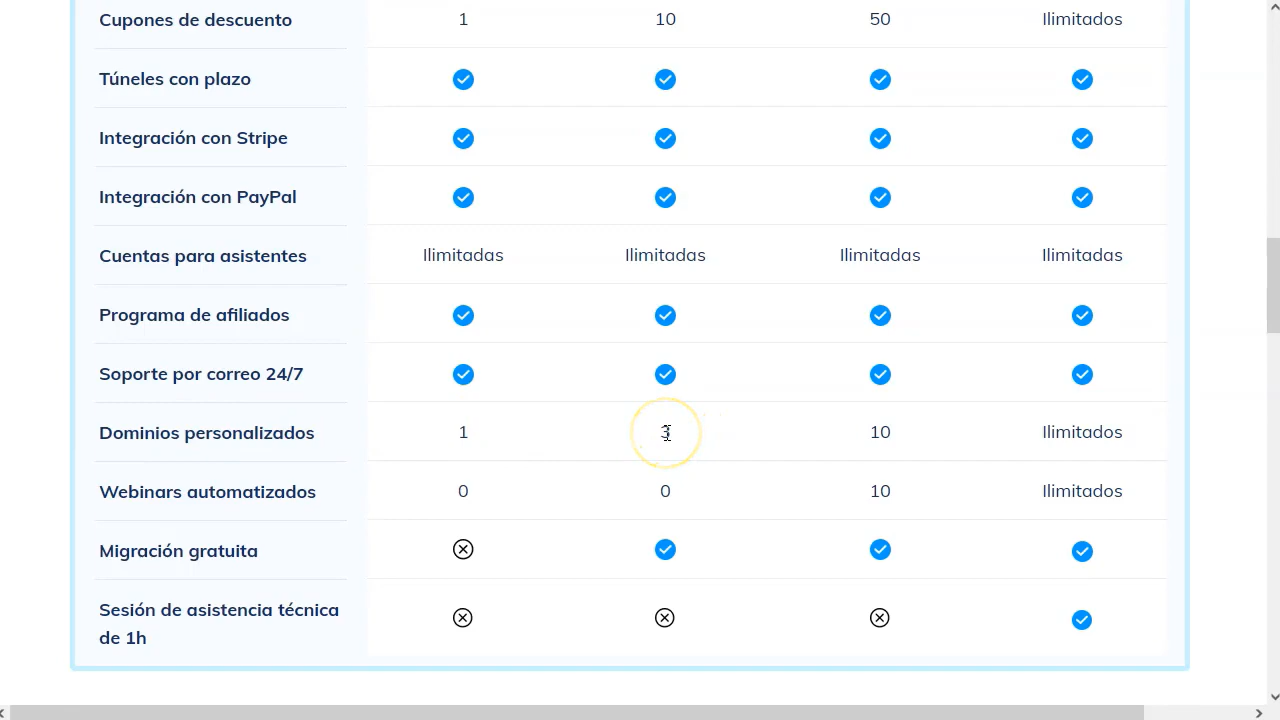 Cupones de descuento 1 10 50 Ilimitados
Túneles con plazo
Integración con Stripe
Integración con PayPal
Cuentas para asistentes Ilimitadas Ilimitadas Ilimitadas Ilimitadas
Programa de afiliados
Soporte por correo 24/7
Dominios personalizados 1 3 10 Ilimitados
Webinars automatizados 0 0 10 Ilimitados
Migración gratuita
Sesión de asistencia técnica
de 1h